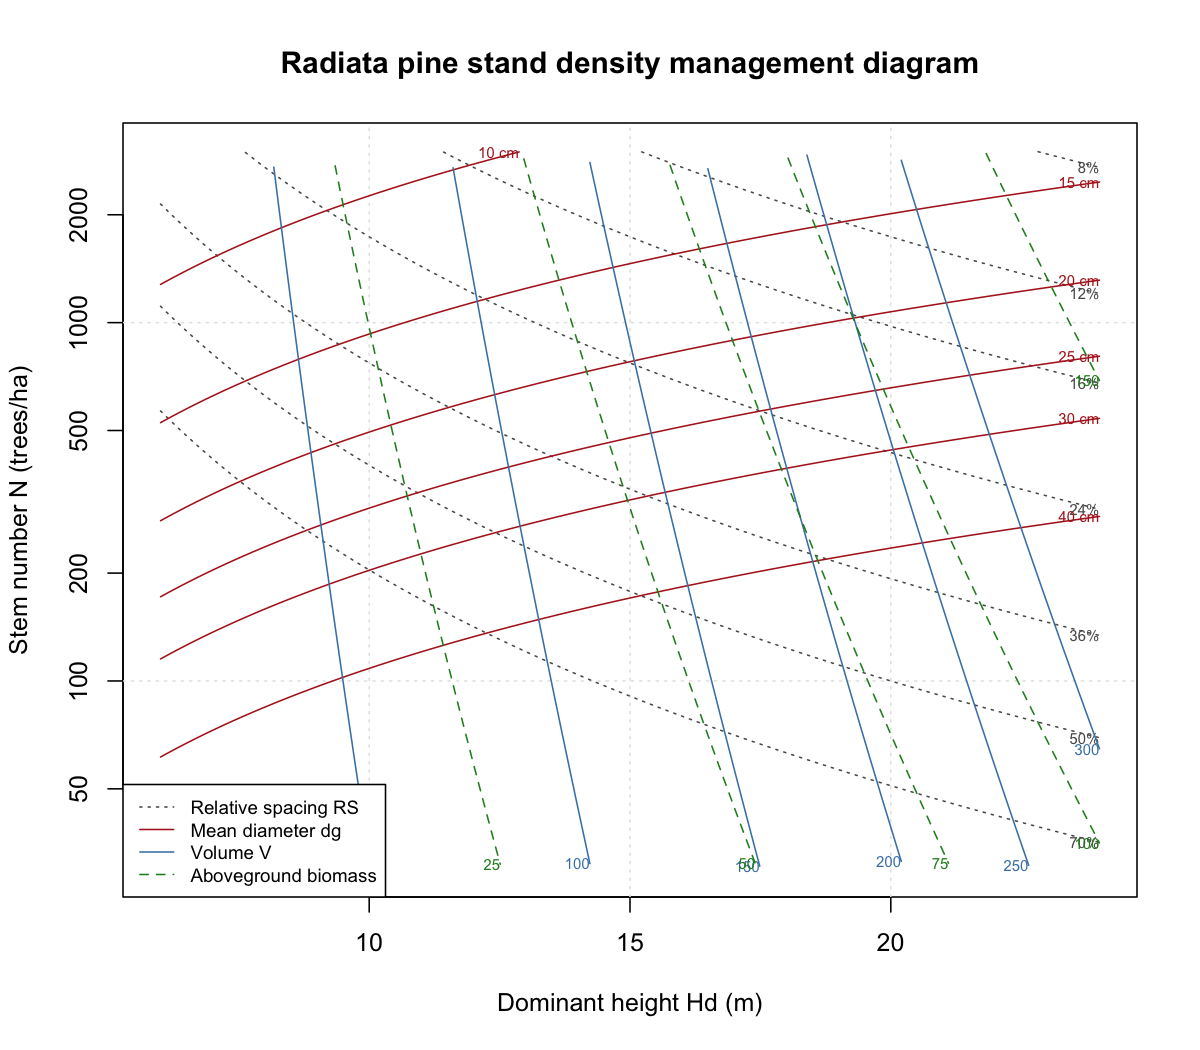 Radiata pine stand density management diagram
10 cm
8%
15 cm
20 cm
12%
25 cm
150
16%
30 cm
24%
40 cm
36%
50%
300
70%
100
25
100
50
150
200
75
250
2000
1000
500
200
100
50
Stem number N (trees/ha)
Relative spacing RS
Mean diameter dg
Volume V
Aboveground biomass
10
15
20
Dominant height Hd (m)